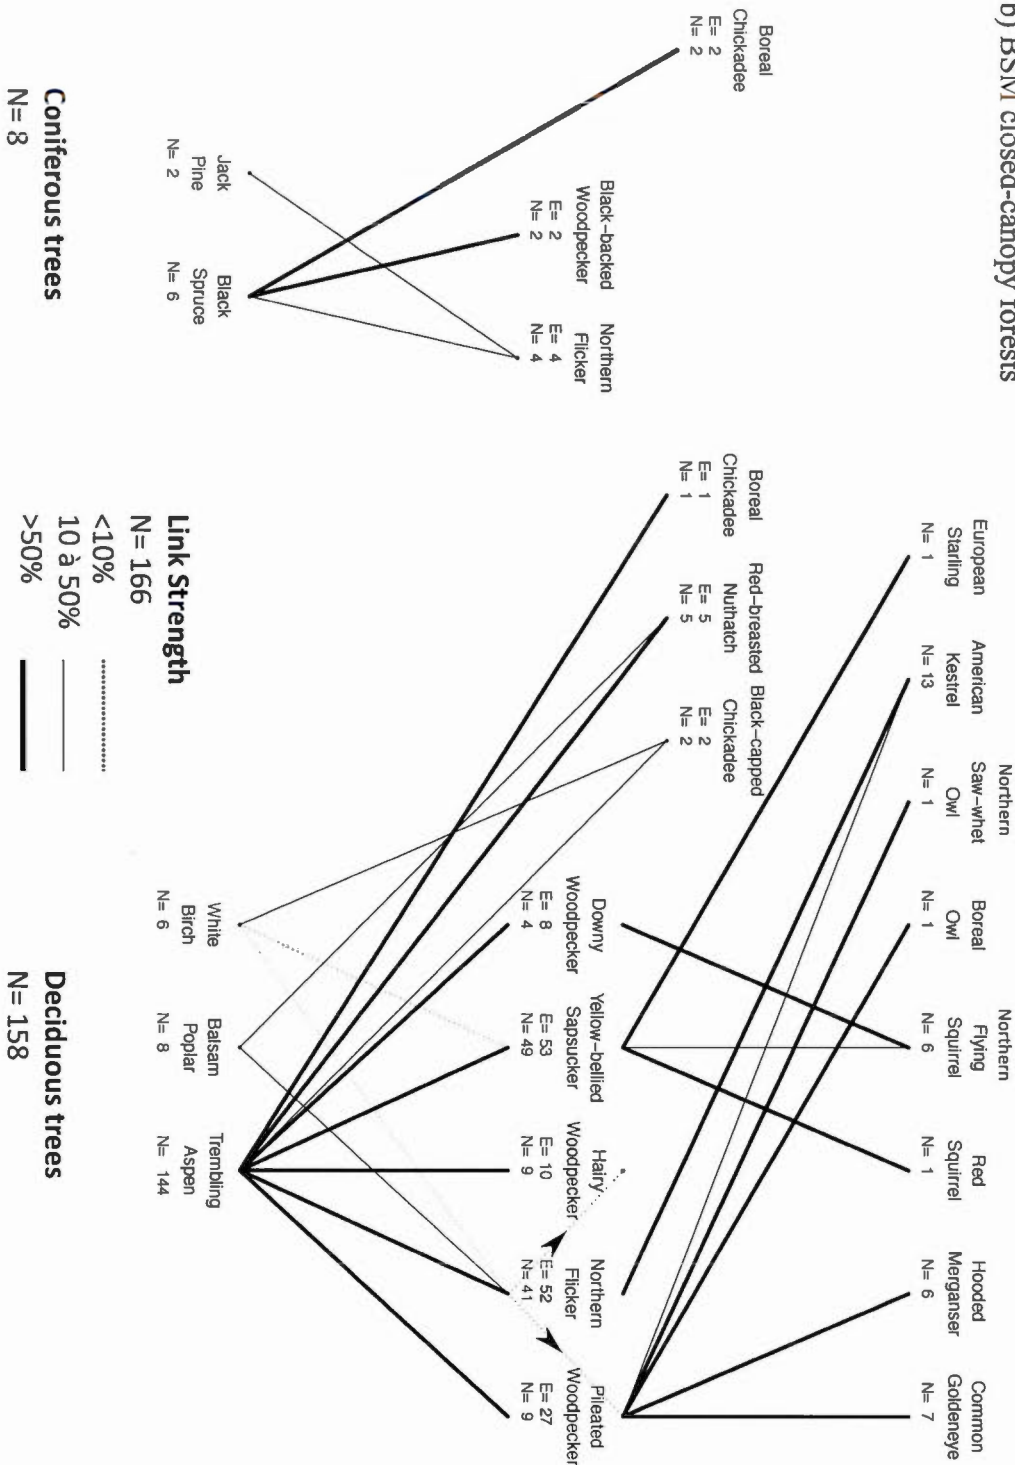 b) BSM closed-canopy forests
European
Starling
N= 1
American
Kestrel
N= 13
Northern
Saw-whet
Owl
N= 1
Boreal
Owl
N= 1
Northern
Flying
Squirrel
N= 6
Red
Squirrel
N= 1
Hooded
Merganser
N= 6
Common
Goldeneye
N= 7
Boreal
Chickadee
E= 2
N= 2
Boreal
Chickadee
E= 1
N= 1
Red-breasted
Nuthatch
E= 5
N= 5
Black-capped
Chickadee
E= 2
N= 2
Black-backed
Woodpecker
E= 2
N= 2
Northern
Flicker
E= 4
N= 4
Downy
Woodpecker
E= 8
N= 4
Yellow-bellied
Sapsucker
E= 53
N= 49
Hairy
Woodpecker
E= 10
N= 9
Northern
Flicker
E= 52
N= 41
Pileated
Woodpecker
E= 27
N= 9
Jack
Pine
N= 2
Black
Spruce
N= 6
White
Birch
N= 6
Balsam
Poplar
N= 8
Trembling
Aspen
N= 144
Coniferous trees
N= 8
Link Strength
N= 166
<10%
10 à 50%
>50%
Deciduous trees
N= 158